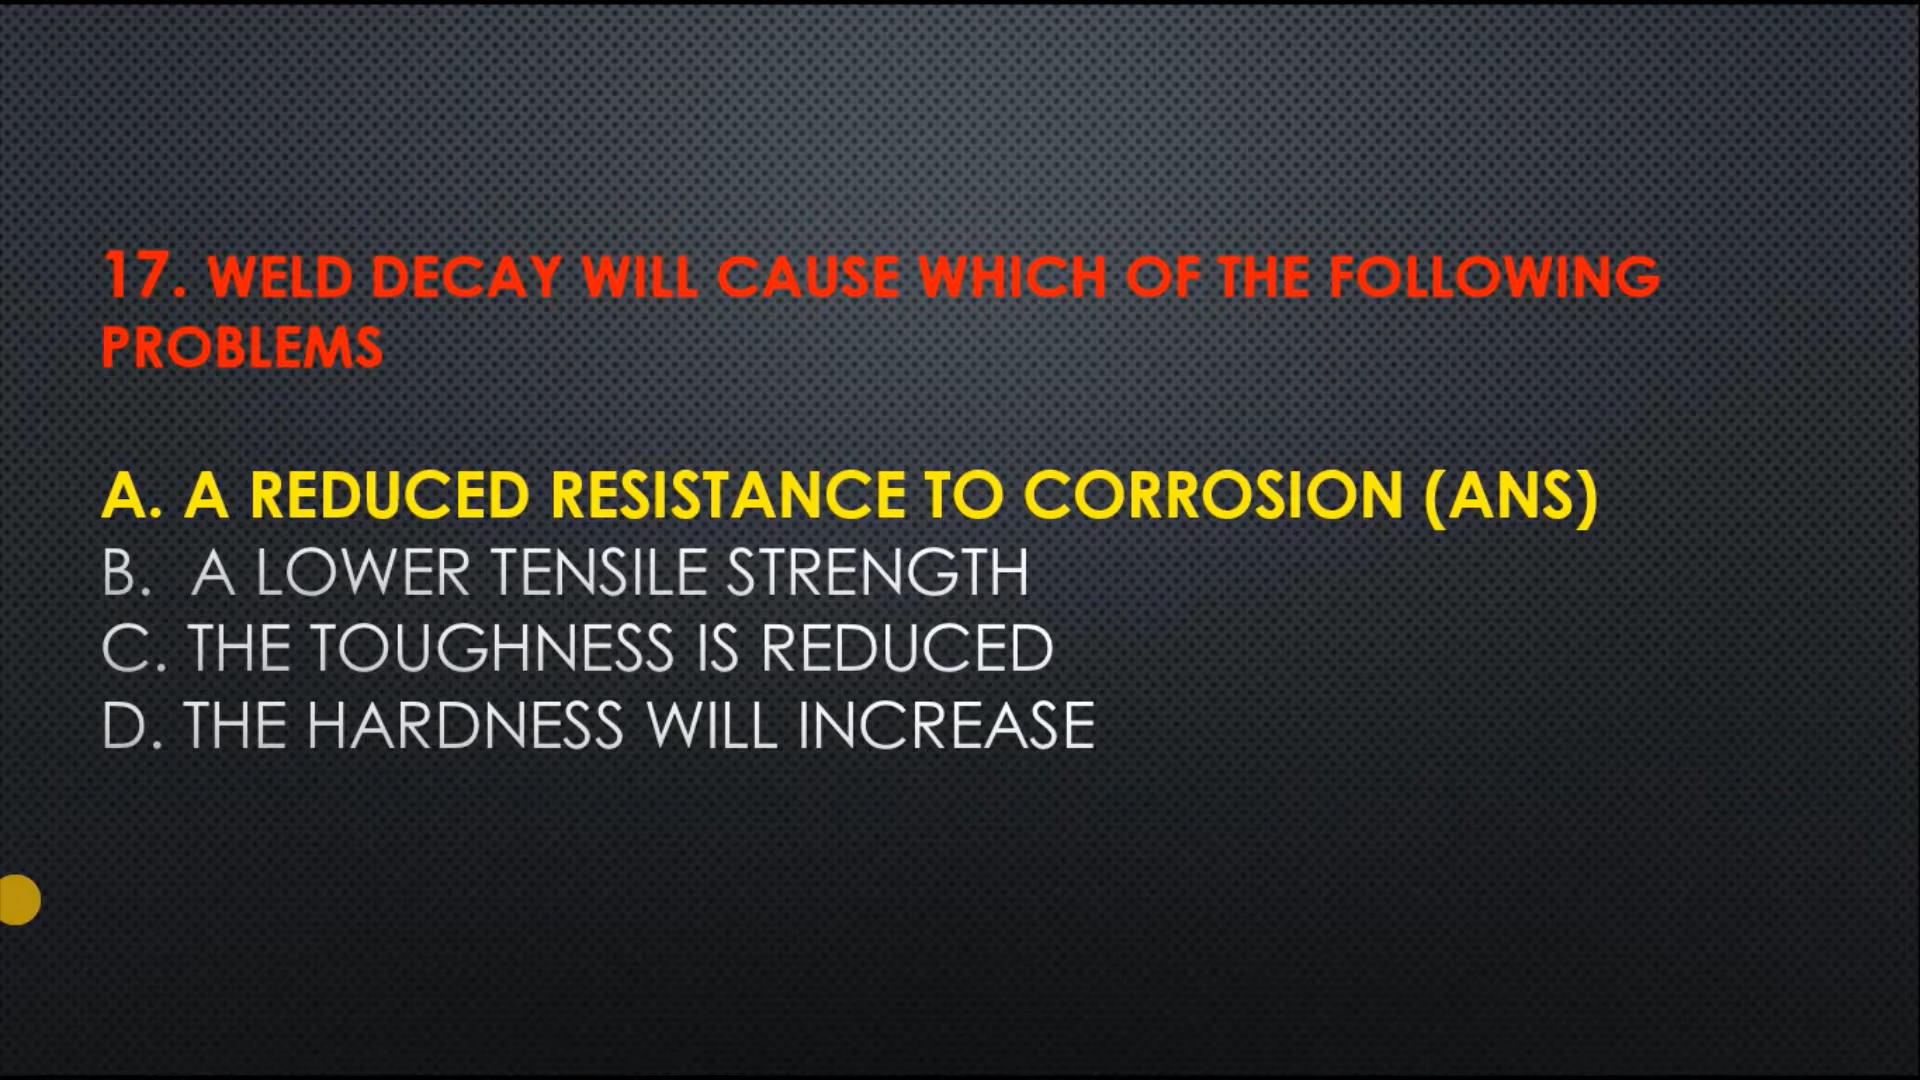 17. WELD DECAY WILL CAUSE WHICH OF THE FOLLOWING
PROBLEMS
A. A REDUCED RESISTANCE TO CORROSION (ANS)
B. A LOWER TENSILE STRENGTH
C. THE TOUGHNESS IS REDUCED
D. THE HARDNESS WILL INCREASE